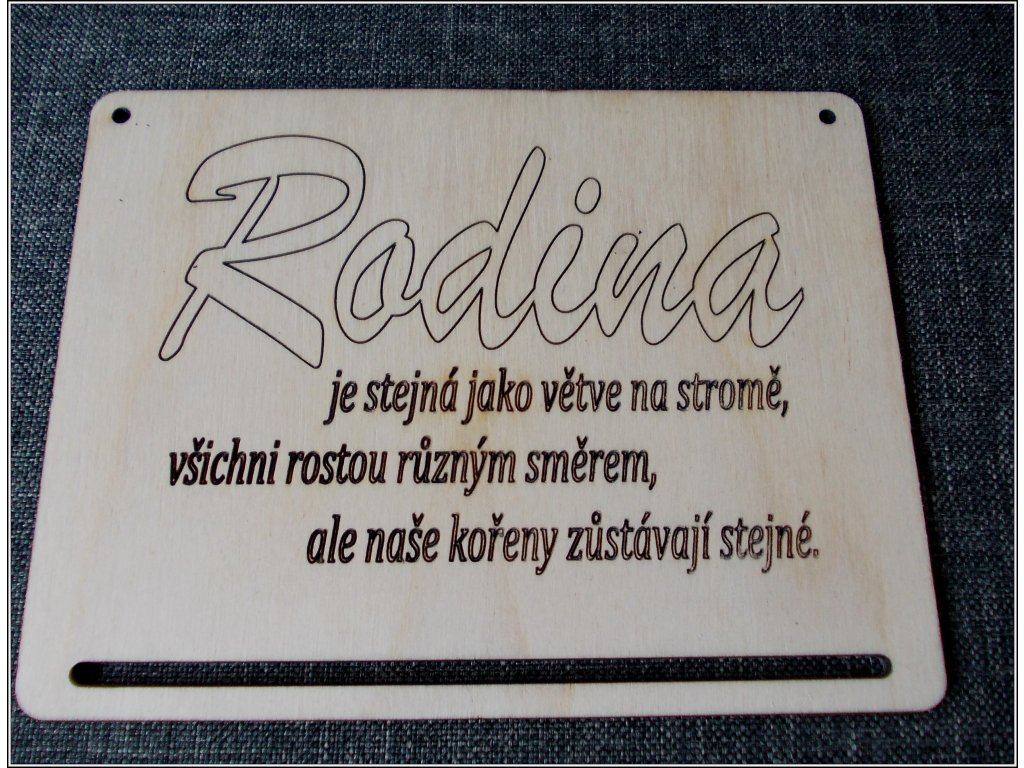 Rodina
je stejná jako větve na stromě,
všichni rostou různým směrem,
ale naše kořeny zůstávají stejné.